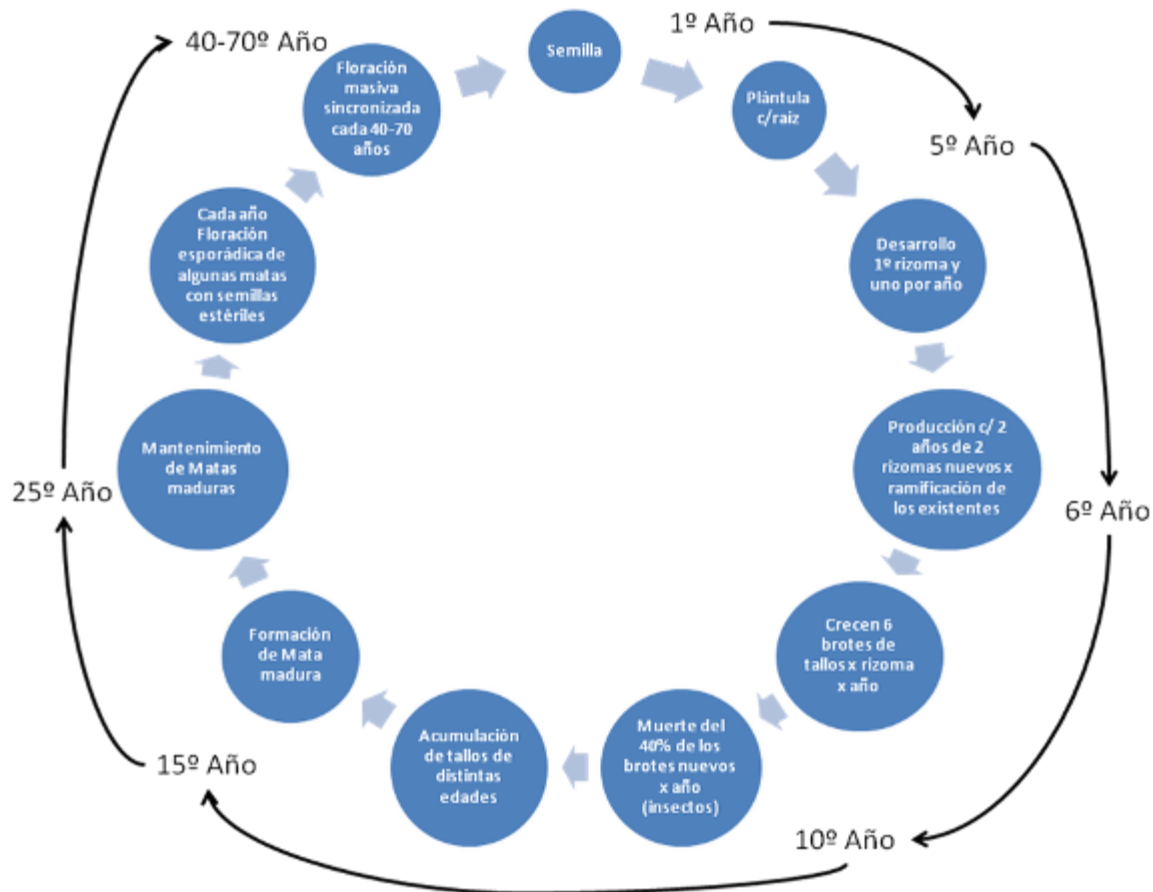 Semilla
1º Año
Plántula
c/raiz
5º Año
Desarrollo
1º rizoma y
uno por año
Producción c/ 2
años de 2
rizomas nuevos x
ramificación de
los existentes
6º Año
Crecen 6
brotes de
tallos x rizoma
x año
Muerte del
40% de los
brotes nuevos
x año
(insectos)
10º Año
Acumulación
de tallos de
distintas
edades
15º Año
Formación
de Mata
madura
Mantenimiento
de Matas
maduras
25º Año
Cada año
Floración
esporádica de
algunas matas
con semillas
estériles
Floración
masiva
sincronizada
cada 40-70
años
40-70º Año